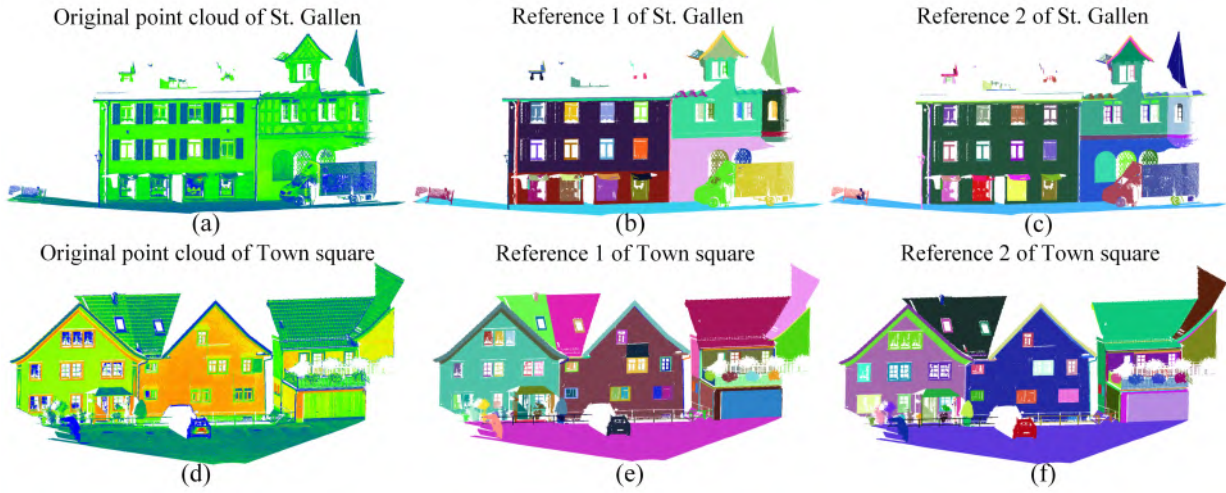 Original point cloud of St. Gallen
Reference 1 of St. Gallen
Reference 2 of St. Gallen
(a)
(b)
(c)
Original point cloud of Town square
Reference 1 of Town square
Reference 2 of Town square
(d)
(e)
(f)